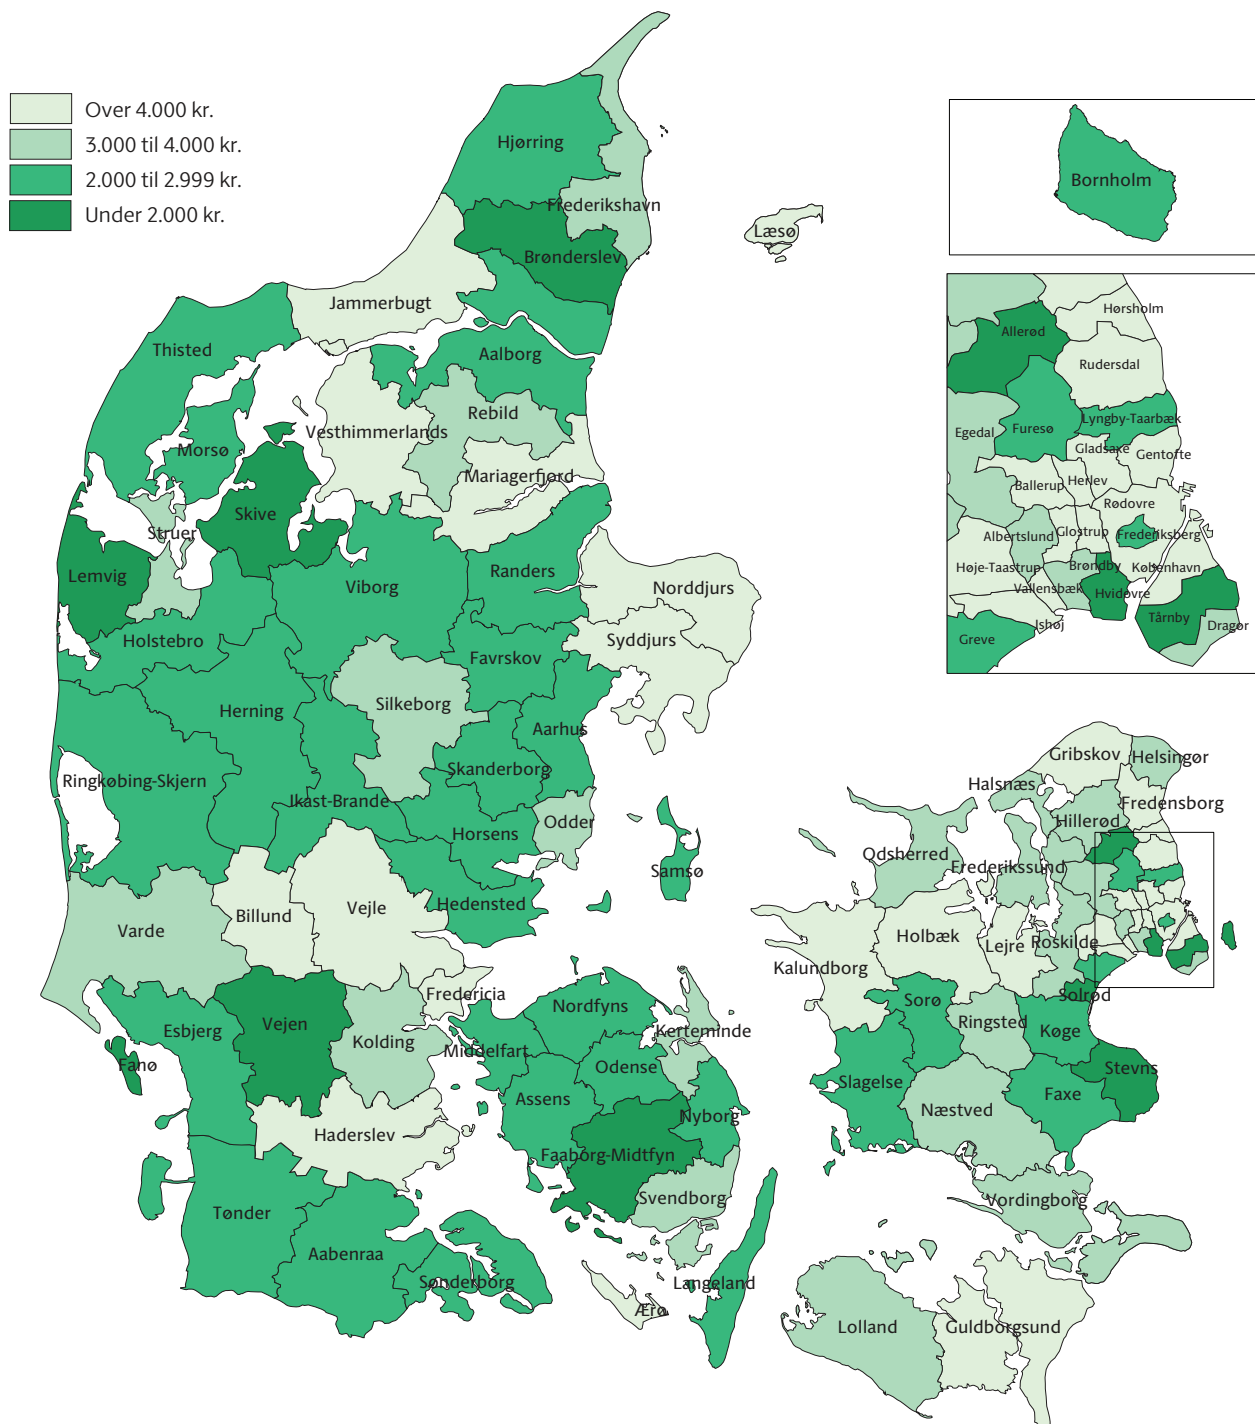 Over 4.000 kr.
3.000 til 4.000 kr.
2.000 til 2.999 kr.
Under 2.000 kr.
Hjørring
Frederikshavn
Brønderslev
Læsø
Jammerbugt
Thisted
Aalborg
Rebild
Vesthimmerlands
Morsø
Mariagerfjord
Skive
Struer
Lemvig
Viborg
Randers
Norddjurs
Holstebro
Syddjurs
Favrskov
Silkeborg
Herning
Aarhus
Skanderborg
Ringkøbing-Skjern
Ikast-Brande
Horsens
Odder
Samsø
Hedensted
Billund
Vejle
Varde
Fredericia
Vejen
Esbjerg
Kolding
Fanø
Haderslev
Tønder
Aabenraa
Sønderborg
Nordfyns
Kerteminde
Middelfart
Odense
Assens
Nyborg
Faaborg-Midtfyn
Svendborg
Langeland
Ærø
Bornholm
Hørsholm
Allerød
Rudersdal
Lyngby-Taarbæk
Furesø
Egedal
Gladsaxe
Gentofte
Herlev
Ballerup
Rødovre
Glostrup
Frederiksberg
Albertslund
Brøndby
København
Høje-Taastrup
Vallensbæk
Hvidovre
Tårnby
Ishøj
Dragør
Greve
Gribskov
Helsingør
Halsnæs
Fredensborg
Hillerød
Odsherred
Frederikssund
Holbæk
Lejre
Roskilde
Kalundborg
Solrød
Sorø
Ringsted
Køge
Stevns
Slagelse
Faxe
Næstved
Vordingborg
Lolland
Guldborgsund